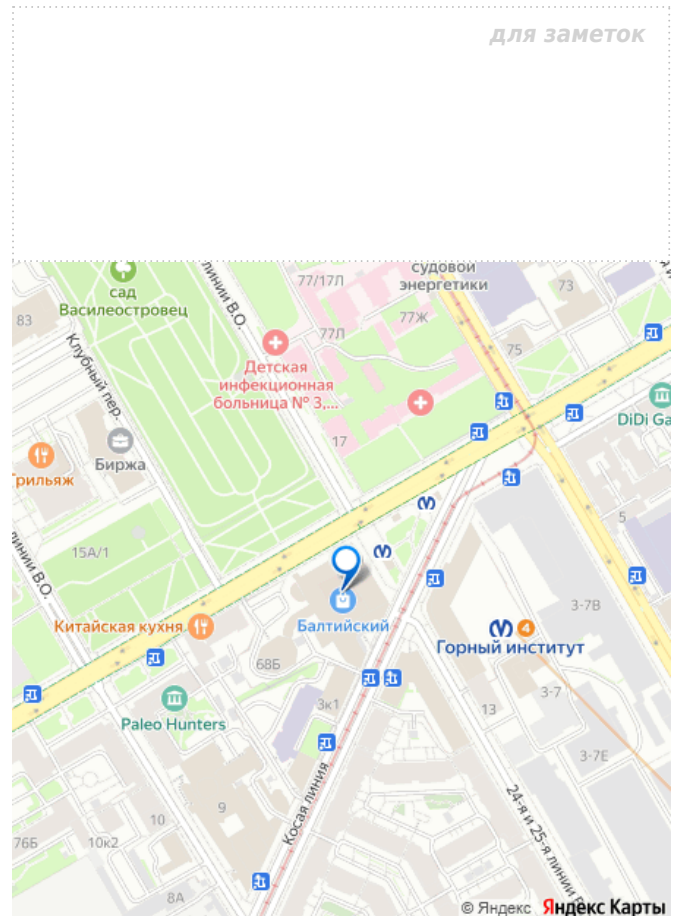 для заметок
сад
Василеостровец
83
Клубный пер.
линии В.О.
77/17Л
судовой
энергетики
73
77Л
77Ж
75
Детская
инфекционная
больница № 3,...
17
DiDi Ga
Биржа
рильяж
5
15А/1
линии В.О.
3-7В
Китайская кухня
Балтийский
4
Горный институт
68Б
3к1
3-7
13
Paleo Hunters
3-7Е
Косая линия
24-я и 25-я линии В
9
10
10к2
76Б
8А
© Яндекс Яндекс Карты